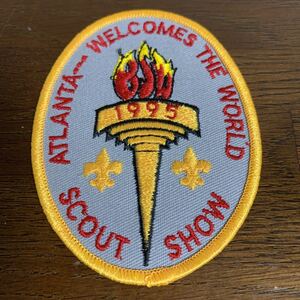 ATLANTA--- WELCOMES THE WORLD
BSA
1995
SCOUT SHOW